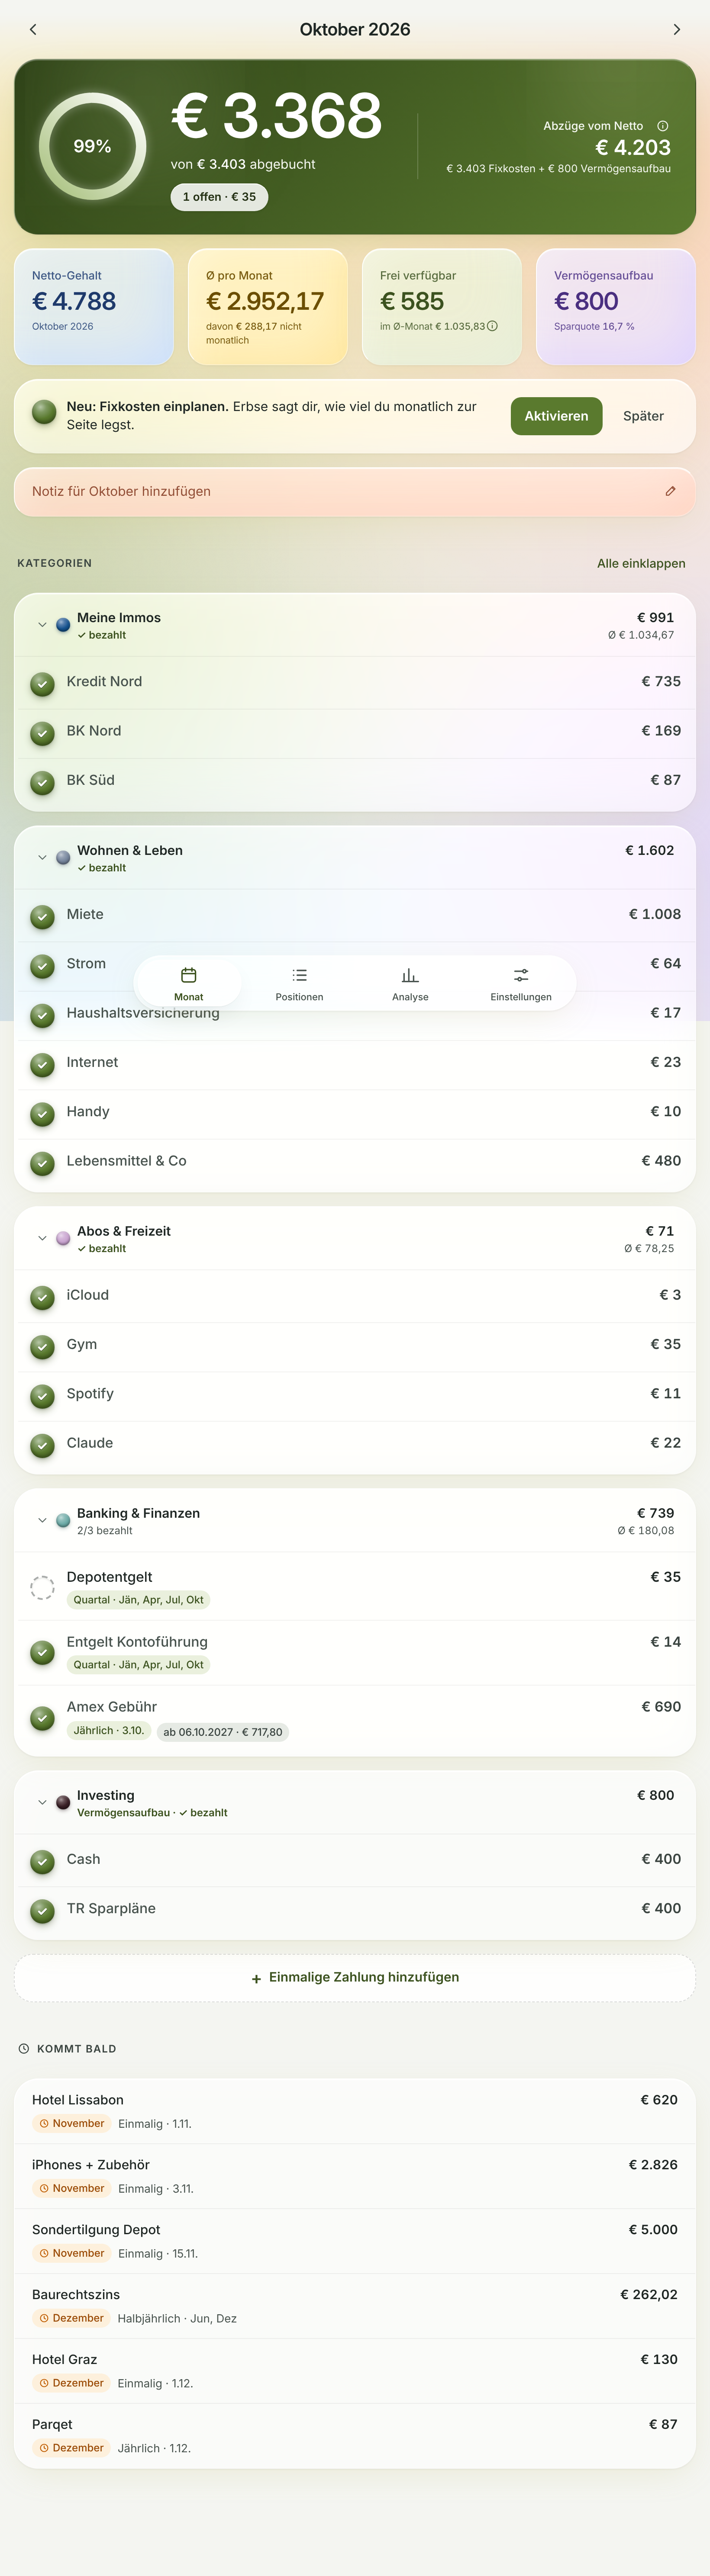 Oktober 2026
99%
€ 3.368
von € 3.403 abgebucht
1 offen · € 35
Abzüge vom Netto
€ 4.203
€ 3.403 Fixkosten + € 800 Vermögensaufbau
Netto-Gehalt
€ 4.788
Oktober 2026
Ø pro Monat
€ 2.952,17
davon € 288,17 nicht
monatlich
Frei verfügbar
€ 585
im Ø-Monat € 1.035,83
Vermögensaufbau
€ 800
Sparquote 16,7 %
Neu: Fixkosten einplanen. Erbse sagt dir, wie viel du monatlich zur
Seite legst.
Aktivieren
Später
Notiz für Oktober hinzufügen
KATEGORIEN
Alle einklappen
Meine Immos
€ 991
✓ bezahlt
Ø € 1.034,67
Kredit Nord
€ 735
BK Nord
€ 169
BK Süd
€ 87
Wohnen & Leben
€ 1.602
✓ bezahlt
Miete
€ 1.008
Strom
€ 64
Monat
Positionen
Analyse
Einstellungen
Haushaltsversicherung
€ 17
Internet
€ 23
Handy
€ 10
Lebensmittel & Co
€ 480
Abos & Freizeit
€ 71
✓ bezahlt
Ø € 78,25
iCloud
€ 3
Gym
€ 35
Spotify
€ 11
Claude
€ 22
Banking & Finanzen
€ 739
2/3 bezahlt
Ø € 180,08
Depotentgelt
€ 35
Quartal · Jän, Apr, Jul, Okt
Entgelt Kontoführung
€ 14
Quartal · Jän, Apr, Jul, Okt
Amex Gebühr
€ 690
Jährlich · 3.10.
ab 06.10.2027 · € 717,80
Investing
€ 800
Vermögensaufbau · ✓ bezahlt
Cash
€ 400
TR Sparpläne
€ 400
+ Einmalige Zahlung hinzufügen
KOMMT BALD
Hotel Lissabon
€ 620
November
Einmalig · 1.11.
iPhones + Zubehör
€ 2.826
November
Einmalig · 3.11.
Sondertilgung Depot
€ 5.000
November
Einmalig · 15.11.
Baurechtszins
€ 262,02
Dezember
Halbjährlich · Jun, Dez
Hotel Graz
€ 130
Dezember
Einmalig · 1.12.
Parqet
€ 87
Dezember
Jährlich · 1.12.